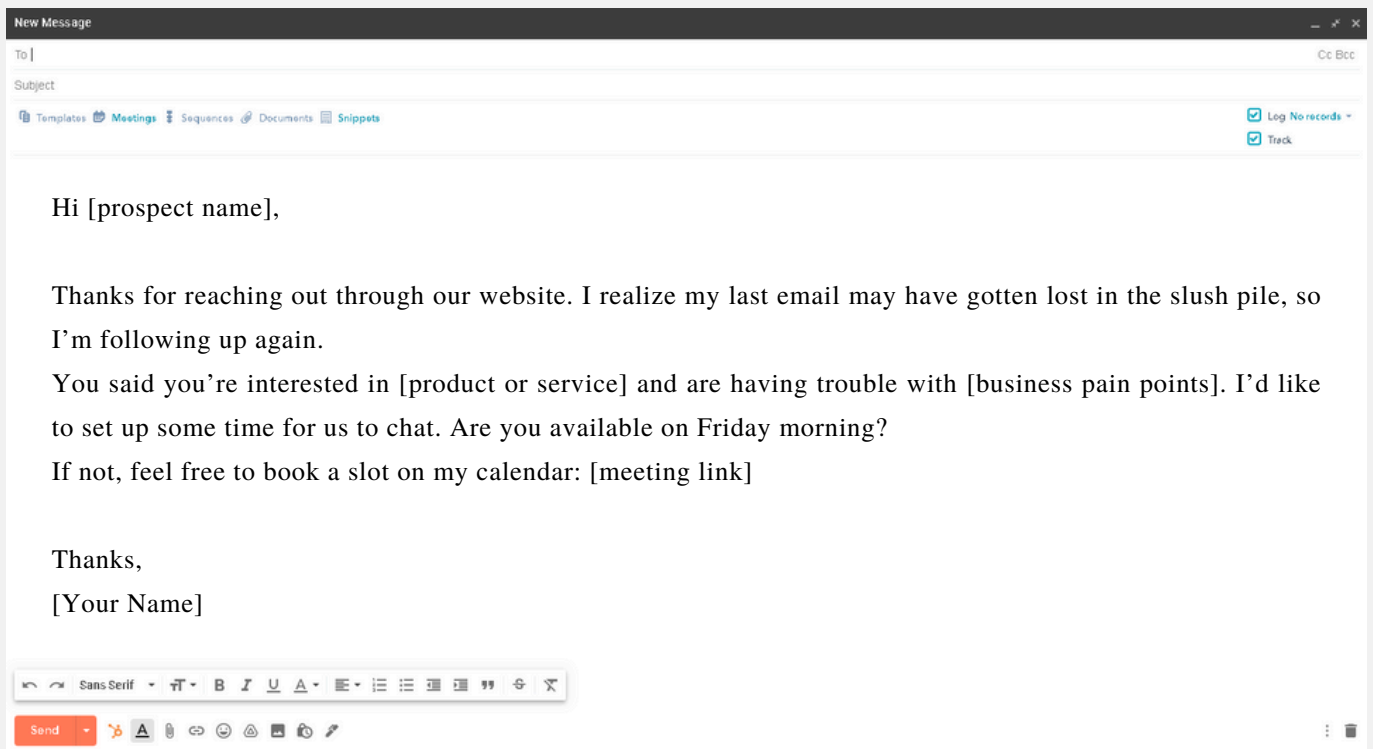 New Message
To
Cc Bcc
Subject
Templates Meetings Sequences Documents Snippets
Log No records
Track
Hi [prospect name],
Thanks for reaching out through our website. I realize my last email may have gotten lost in the slush pile, so
I’m following up again.
You said you’re interested in [product or service] and are having trouble with [business pain points]. I’d like
to set up some time for us to chat. Are you available on Friday morning?
If not, feel free to book a slot on my calendar: [meeting link]
Thanks,
[Your Name]
Sans Serif
Send